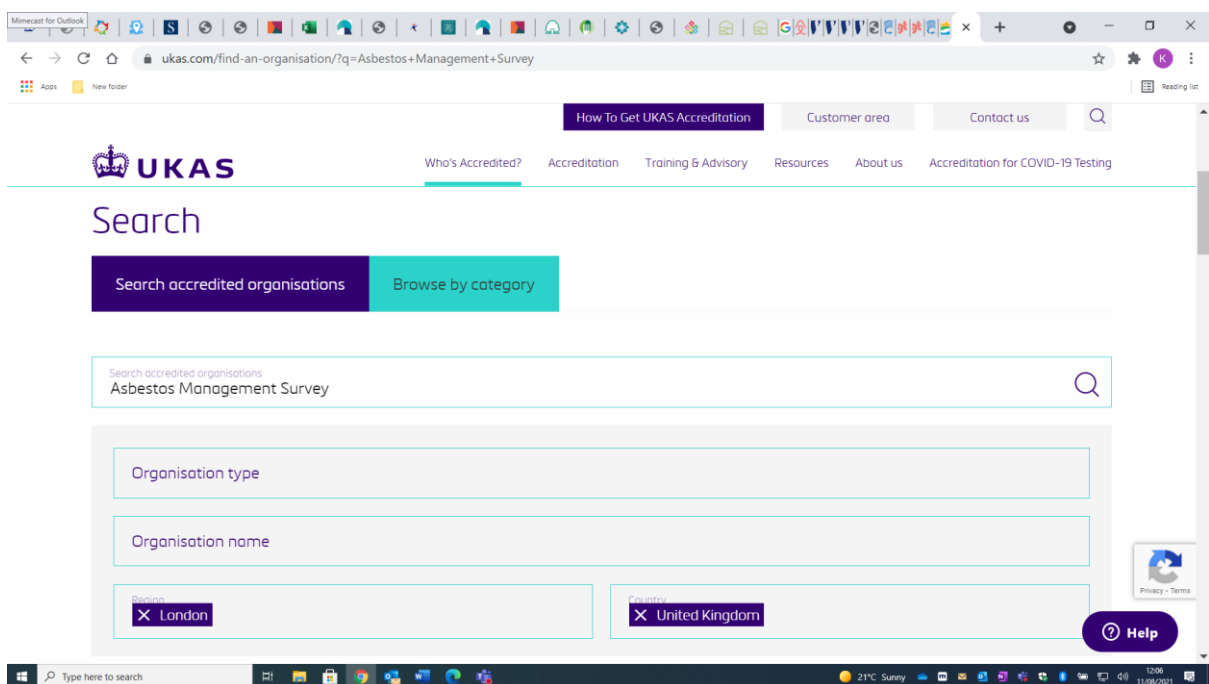 Mimecast for Outlook
ukas.com/find-an-organisation/?q=Asbestos+Management+Survey
K
Apps
New folder
Reading list
How To Get UKAS Accreditation
Customer area
Contact us
UKAS
Who's Accredited?
Accreditation
Training & Advisory
Resources
About us
Accreditation for COVID-19 Testing
Search
Search accredited organisations
Browse by category
Search accredited organisations
Asbestos Management Survey
Organisation type
Organisation name
Region
Country
London
United Kingdom
Privacy - Terms
Help
Type here to search
21°C Sunny
12:06
11/08/2021